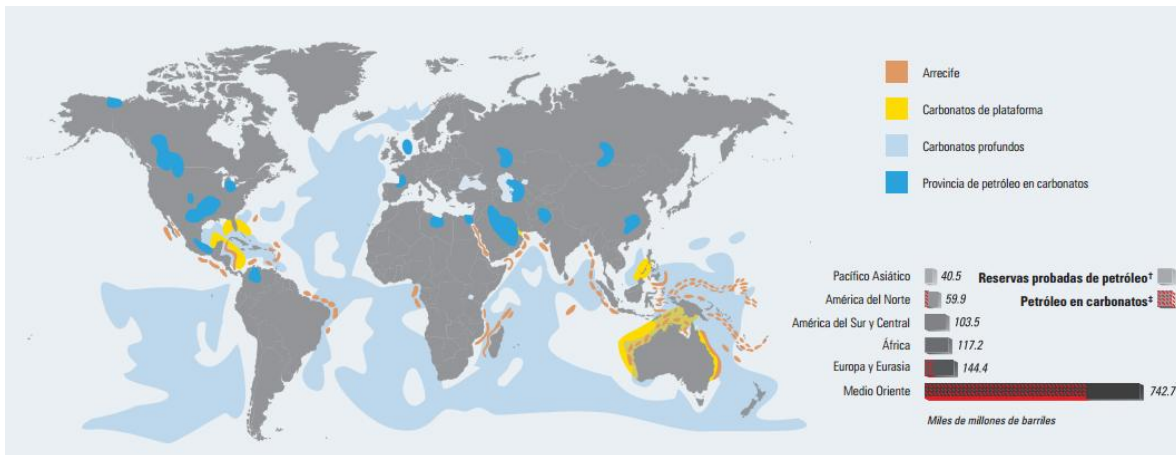 Arrecife
Carbonatos de plataforma
Carbonatos profundos
Provincia de petróleo en carbonatos
Pacífico Asiático 40.5 Reservas probadas de petróleo†
América del Norte 59.9 Petróleo en carbonatos‡
América del Sur y Central 103.5
África 117.2
Europa y Eurasia 144.4
Medio Oriente 742.7
Miles de millones de barriles